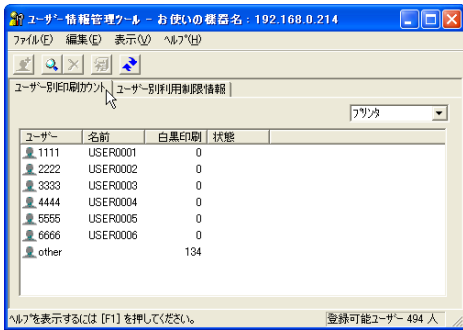 ユーザー情報管理ツール - お使いの機器名 : 192.168.0.214
ファイル(F) 編集(E) 表示(V) ヘルプ(H)
ユーザー別印刷カウント ユーザー別利用制限情報
プリンタ
ユーザー 名前 白黒印刷 状態
1111 USER0001 0
2222 USER0002 0
3333 USER0003 0
4444 USER0004 0
5555 USER0005 0
6666 USER0006 0
other 134
ヘルプを表示するには [F1] を押してください。 登録可能ユーザー 494 人